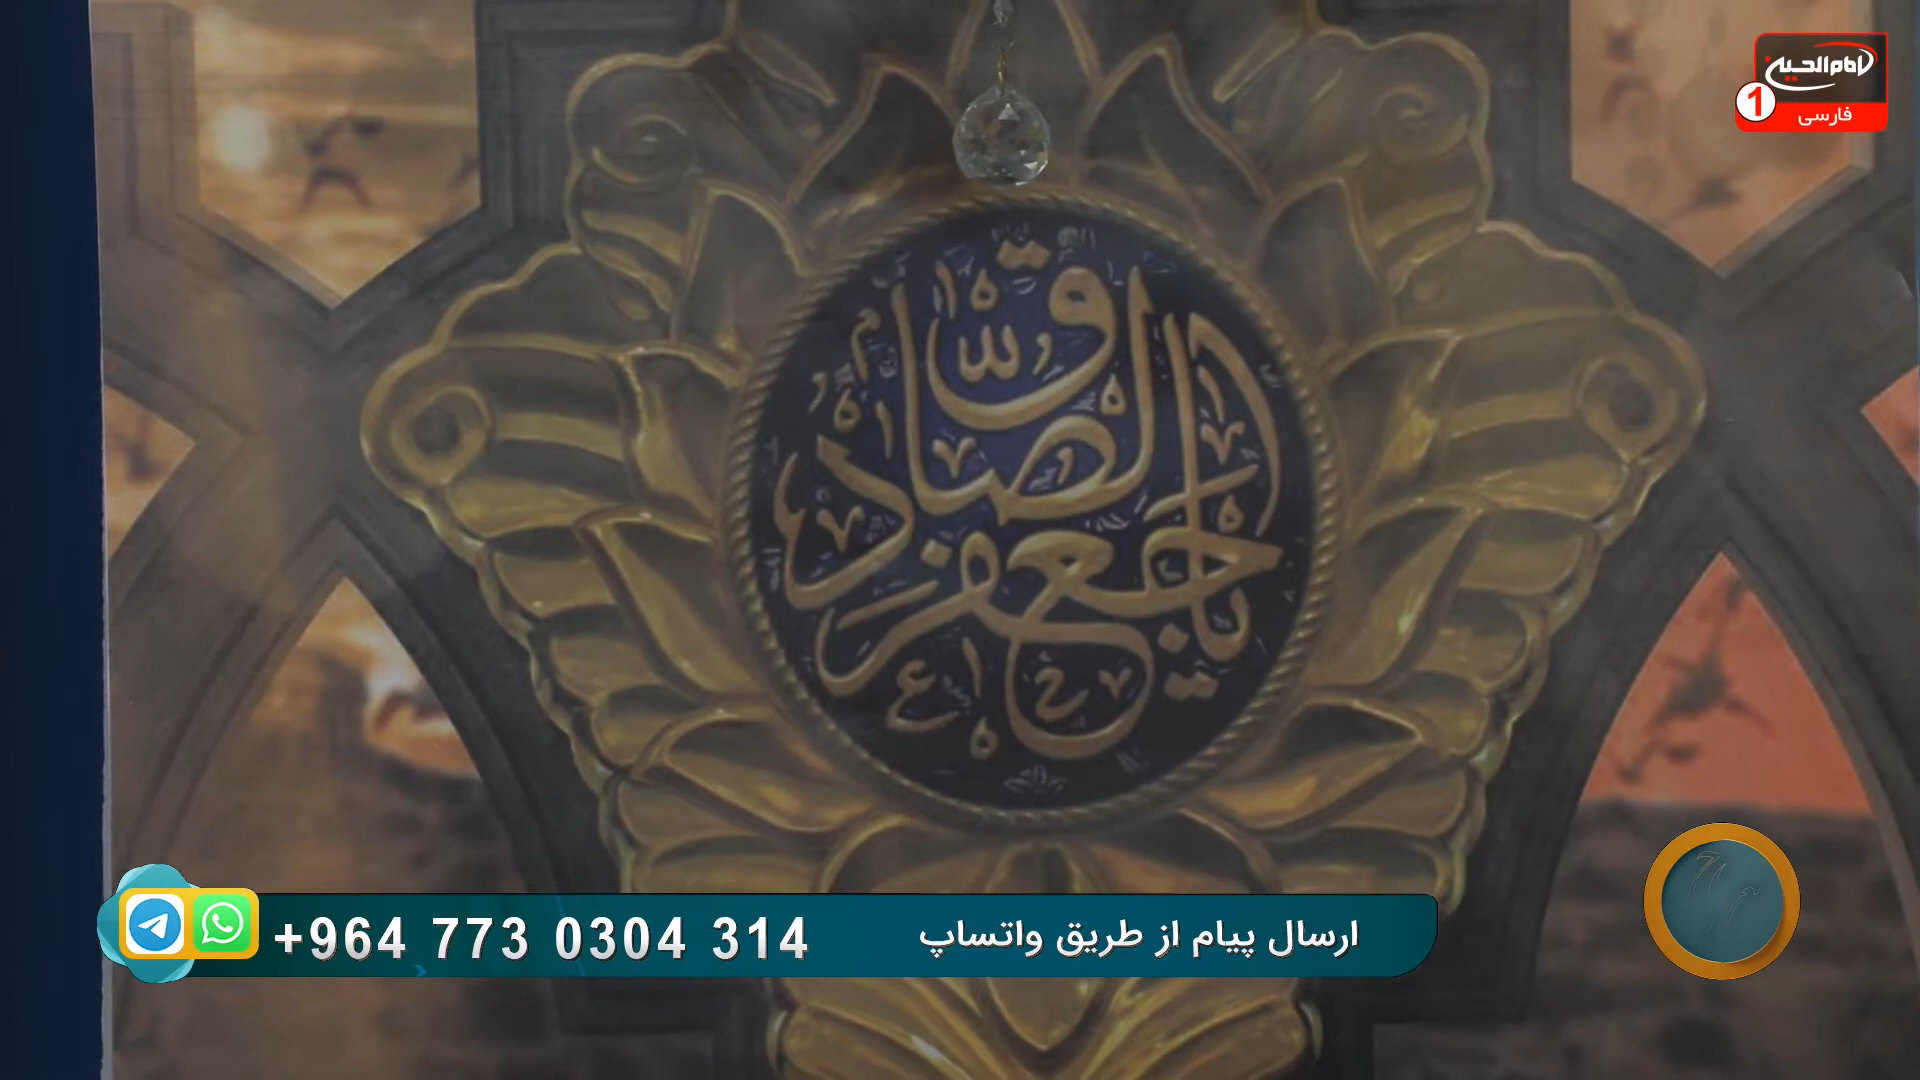 امام الحسین
1
فارسی
یا جعفر الصادق
+964 773 0304 314
ارسال پیام از طریق واتساپ